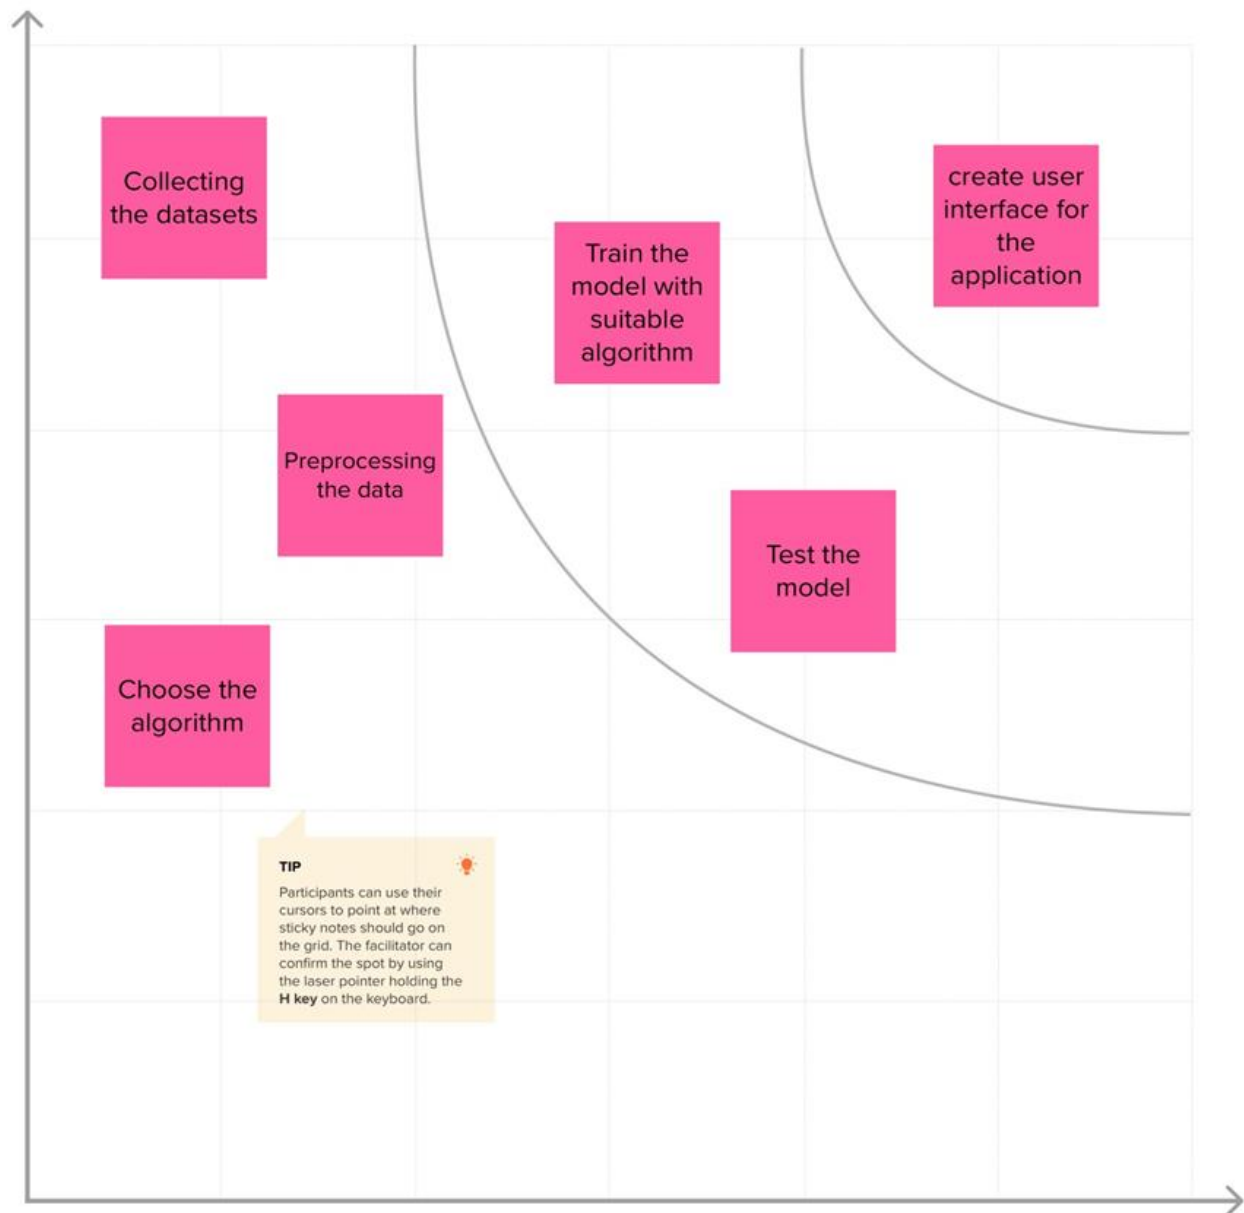 Collecting
the datasets
create user
interface for
the
application
Train the
model with
suitable
algorithm
Preprocessing
the data
Test the
model
Choose the
algorithm
TIP
Participants can use their
cursors to point at where
sticky notes should go on
the grid. The facilitator can
confirm the spot by using
the laser pointer holding the
H key on the keyboard.